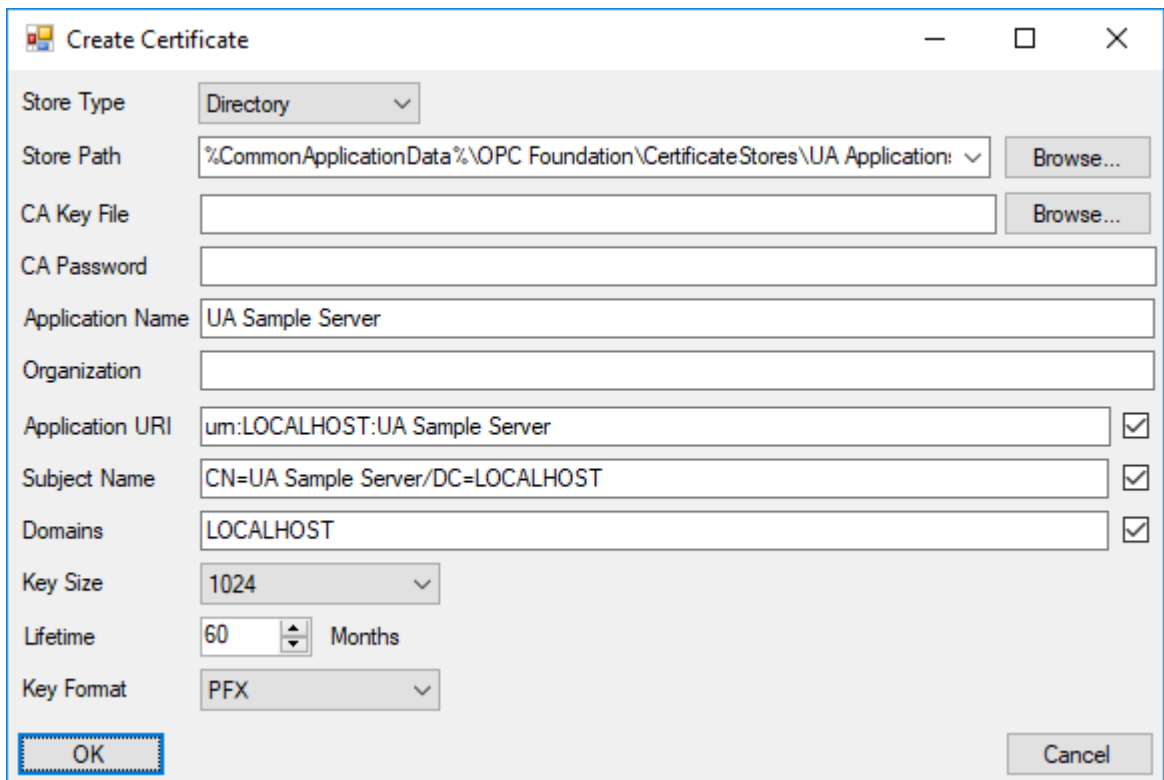 Create Certificate
Store Type Directory
Store Path %CommonApplicationData%\OPC Foundation\CertificateStores\UA Applications Browse...
CA Key File Browse...
CA Password
Application Name UA Sample Server
Organization
Application URI urn:LOCALHOST:UA Sample Server
Subject Name CN=UA Sample Server/DC=LOCALHOST
Domains LOCALHOST
Key Size 1024
Lifetime 60 Months
Key Format PFX
OK Cancel